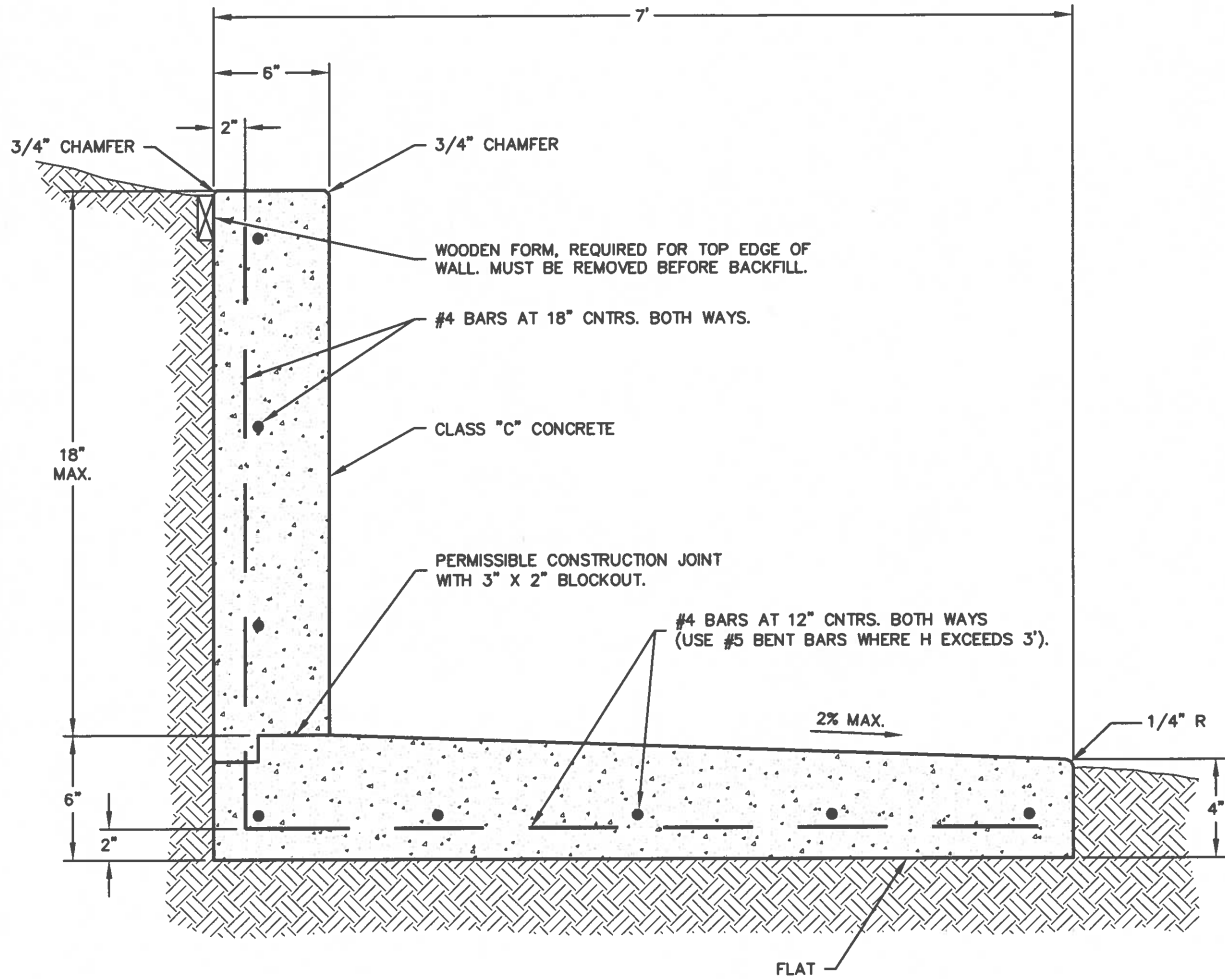 7'
6"
2"
3/4" CHAMFER
3/4" CHAMFER
WOODEN FORM, REQUIRED FOR TOP EDGE OF
WALL. MUST BE REMOVED BEFORE BACKFILL.
#4 BARS AT 18" CNTRS. BOTH WAYS.
CLASS "C" CONCRETE
18"
MAX.
PERMISSIBLE CONSTRUCTION JOINT
WITH 3" X 2" BLOCKOUT.
#4 BARS AT 12" CNTRS. BOTH WAYS
(USE #5 BENT BARS WHERE H EXCEEDS 3').
2% MAX.
1/4" R
6"
4"
2"
FLAT